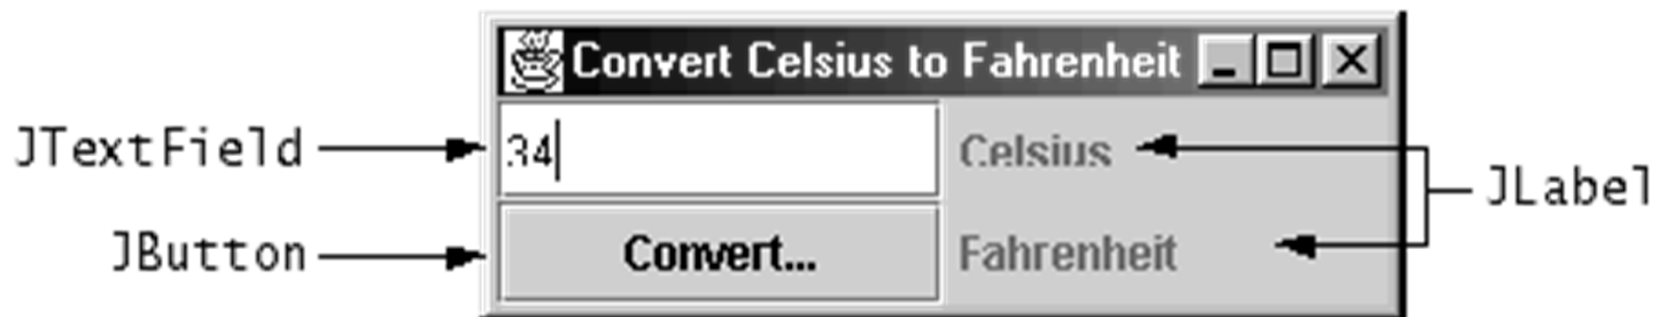 Convert Celsius to Fahrenheit
JTextField 34 Celsius
JLabel
JButton Convert... Fahrenheit